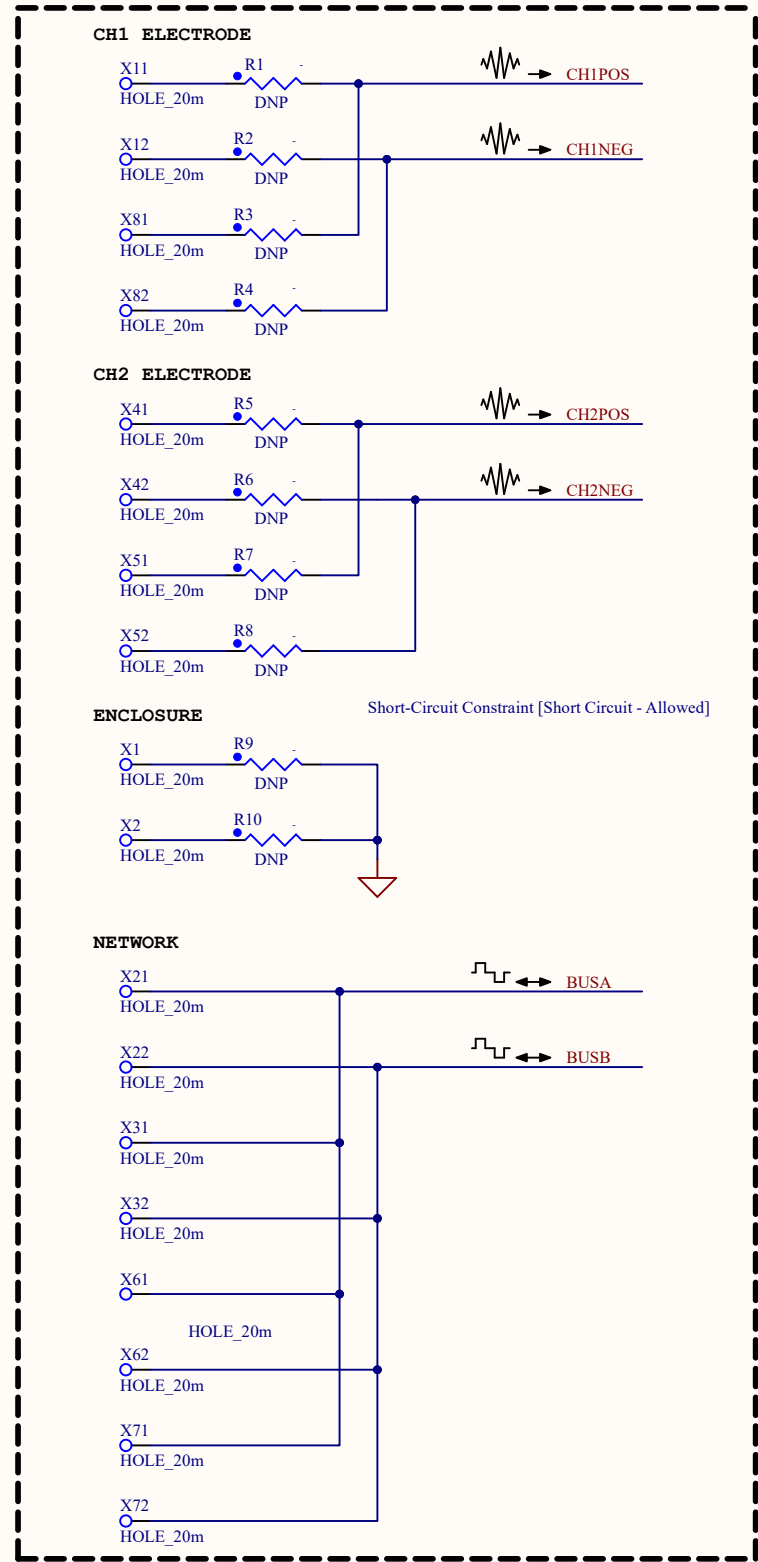 CH1 ELECTRODE
X11
HOLE_20m
R1
-
DNP
CH1POS
X12
HOLE_20m
R2
-
DNP
CH1NEG
X81
HOLE_20m
R3
-
DNP
X82
HOLE_20m
R4
-
DNP
CH2 ELECTRODE
X41
HOLE_20m
R5
-
DNP
CH2POS
X42
HOLE_20m
R6
-
DNP
CH2NEG
X51
HOLE_20m
R7
-
DNP
X52
HOLE_20m
R8
-
DNP
Short-Circuit Constraint [Short Circuit - Allowed]
ENCLOSURE
X1
HOLE_20m
R9
-
DNP
X2
HOLE_20m
R10
-
DNP
NETWORK
X21
HOLE_20m
BUSA
X22
HOLE_20m
BUSB
X31
HOLE_20m
X32
HOLE_20m
X61
HOLE_20m
X62
HOLE_20m
X71
HOLE_20m
X72
HOLE_20m